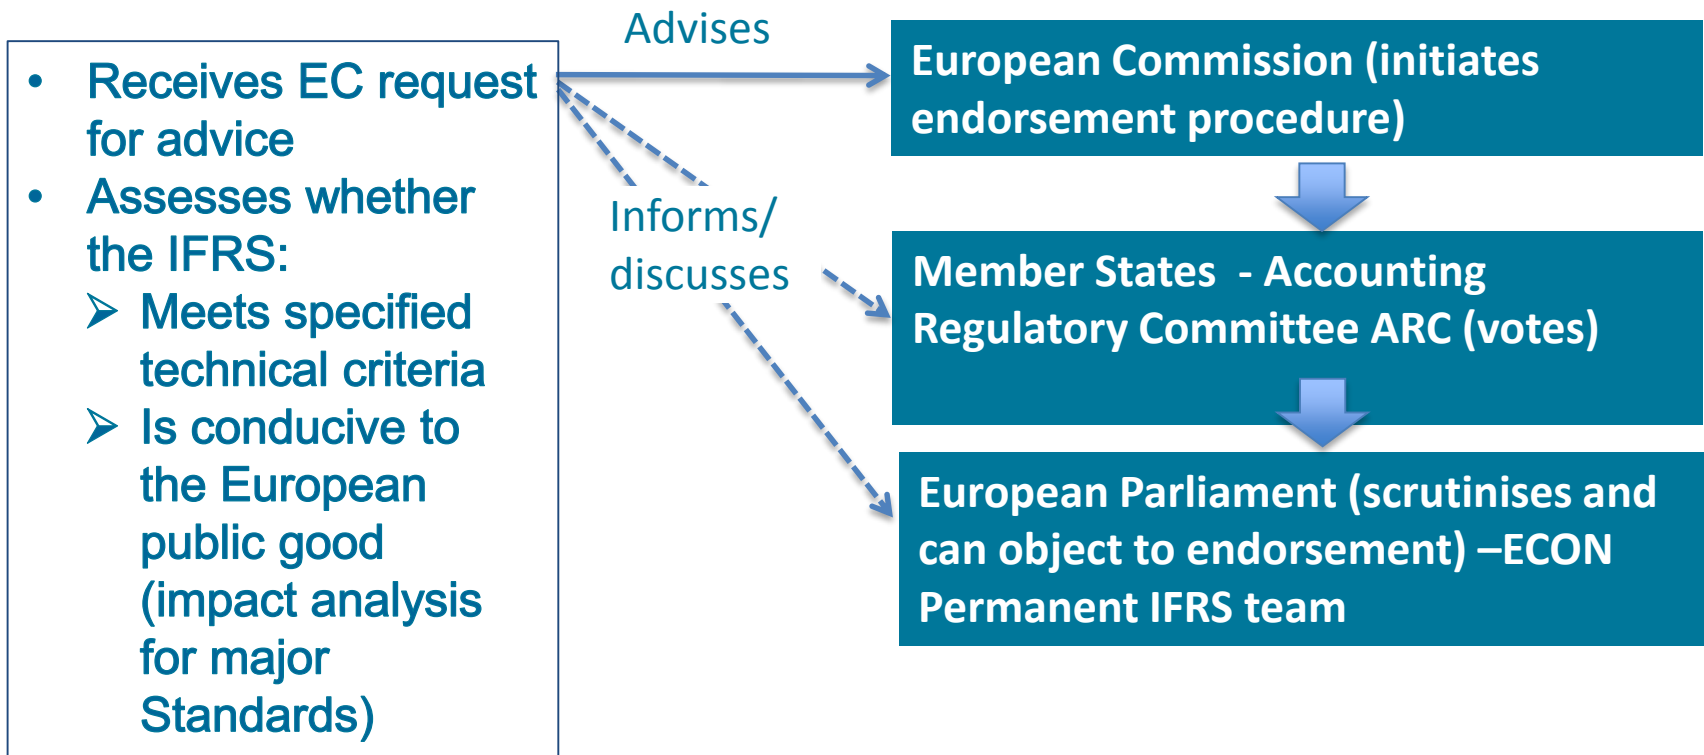 • Receives EC request
for advice
• Assesses whether
the IFRS:
➢ Meets specified
technical criteria
➢ Is conducive to
the European
public good
(impact analysis
for major
Standards)
Advises
Informs/
discusses
European Commission (initiates
endorsement procedure)
Member States  - Accounting
Regulatory Committee ARC (votes)
European Parliament (scrutinises and
can object to endorsement) –ECON
Permanent IFRS team